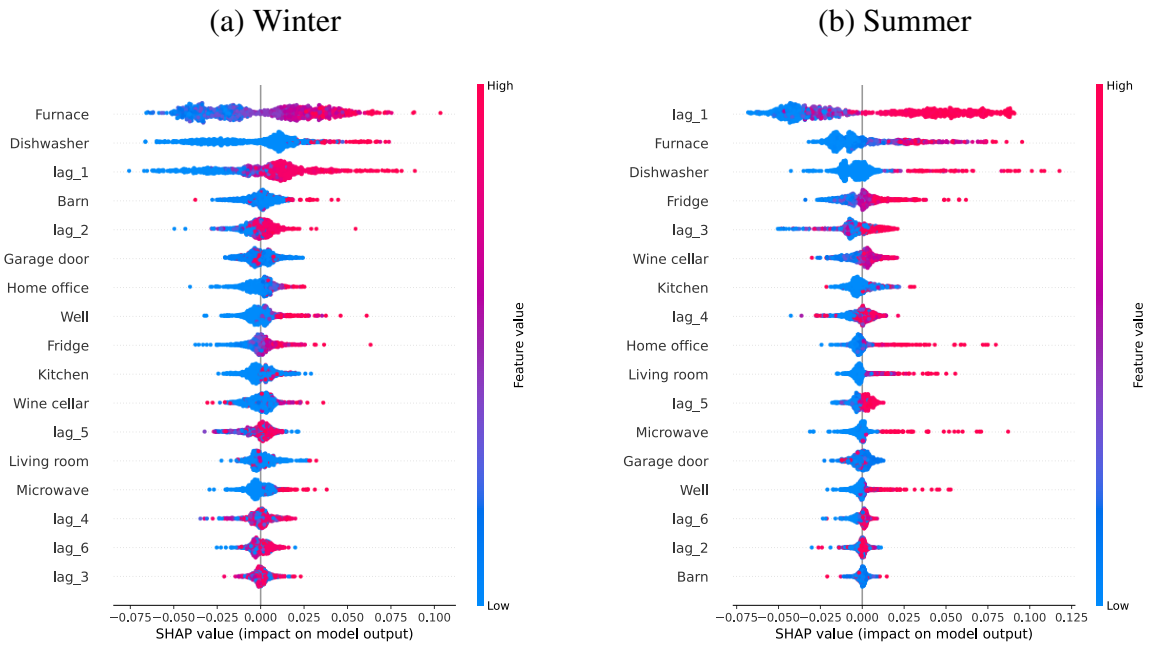 (a) Winter
High
Furnace
Dishwasher
lag_1
Barn
lag_2
Garage door
Home office
Well
Fridge
Kitchen
Wine cellar
lag_5
Living room
Microwave
lag_4
lag_6
lag_3
Feature value
Low
−0.075 −0.050 −0.025 0.000 0.025 0.050 0.075 0.100
SHAP value (impact on model output)
(b) Summer
High
lag_1
Furnace
Dishwasher
Fridge
lag_3
Wine cellar
Kitchen
lag_4
Home office
Living room
lag_5
Microwave
Garage door
Well
lag_6
lag_2
Barn
Feature value
Low
−0.075 −0.050 −0.025 0.000 0.025 0.050 0.075 0.100 0.125
SHAP value (impact on model output)